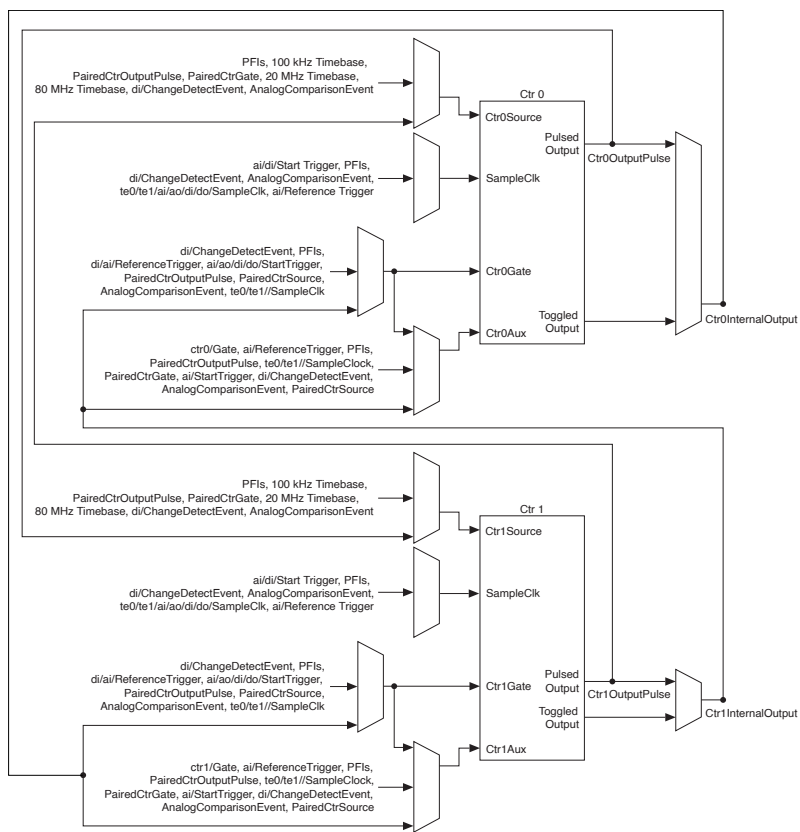 PFIs, 100 kHz Timebase,
PairedCtrOutputPulse, PairedCtrGate, 20 MHz Timebase,
80 MHz Timebase, di/ChangeDetectEvent, AnalogComparisonEvent
Ctr 0
Ctr0Source
Pulsed
Output
Ctr0OutputPulse
ai/di/Start Trigger, PFIs,
di/ChangeDetectEvent, AnalogComparisonEvent,
te0/te1/ai/ao/di/do/SampleClk, ai/Reference Trigger
SampleClk
di/ChangeDetectEvent, PFIs,
di/ai/ReferenceTrigger, ai/ao/di/do/StartTrigger,
PairedCtrOutputPulse, PairedCtrSource,
AnalogComparisonEvent, te0/te1//SampleClk
Ctr0Gate
Toggled
Output
Ctr0InternalOutput
ctr0/Gate, ai/ReferenceTrigger, PFIs,
PairedCtrOutputPulse, te0/te1//SampleClock,
PairedCtrGate, ai/StartTrigger, di/ChangeDetectEvent,
AnalogComparisonEvent, PairedCtrSource
Ctr0Aux
PFIs, 100 kHz Timebase,
PairedCtrOutputPulse, PairedCtrGate, 20 MHz Timebase,
80 MHz Timebase, di/ChangeDetectEvent, AnalogComparisonEvent
Ctr 1
Ctr1Source
ai/di/Start Trigger, PFIs,
di/ChangeDetectEvent, AnalogComparisonEvent,
te0/te1/ai/ao/di/do/SampleClk, ai/Reference Trigger
SampleClk
di/ChangeDetectEvent, PFIs,
di/ai/ReferenceTrigger, ai/ao/di/do/StartTrigger,
PairedCtrOutputPulse, PairedCtrSource,
AnalogComparisonEvent, te0/te1//SampleClk
Ctr1Gate
Pulsed
Output
Ctr1OutputPulse
Toggled
Output
Ctr1InternalOutput
ctr1/Gate, ai/ReferenceTrigger, PFIs,
PairedCtrOutputPulse, te0/te1//SampleClock,
PairedCtrGate, ai/StartTrigger, di/ChangeDetectEvent,
AnalogComparisonEvent, PairedCtrSource
Ctr1Aux